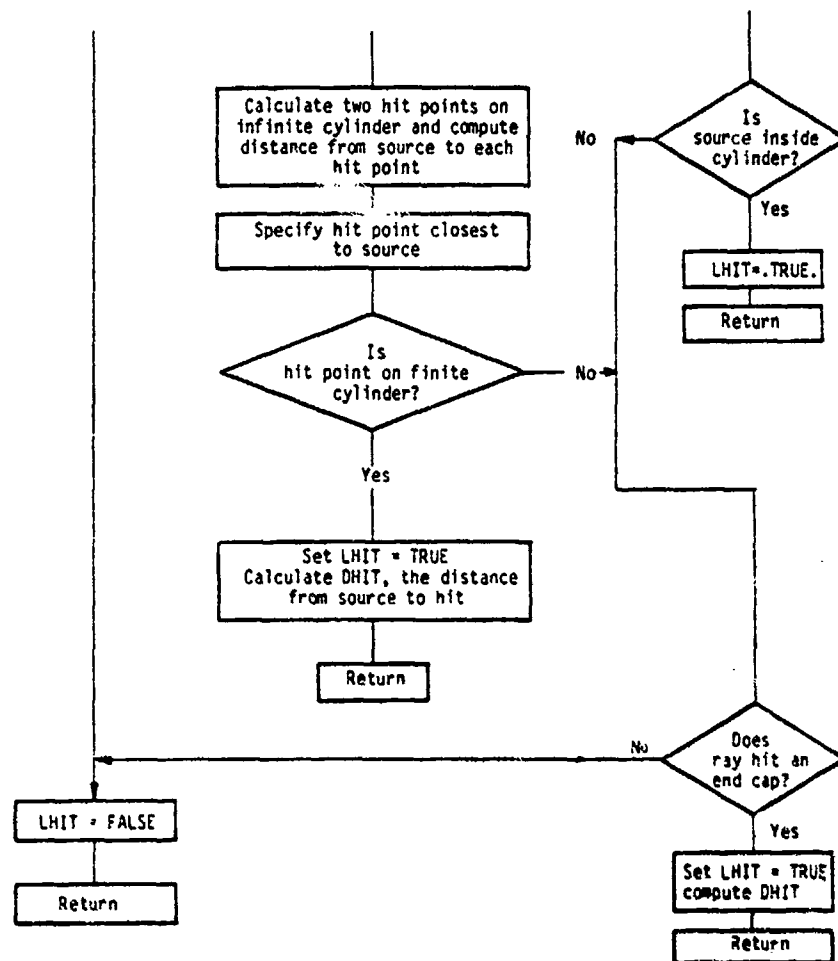 Calculate two hit points on
infinite cylinder and compute
distance from source to each
hit point
Specify hit point closest
to source
Is
hit point on finite
cylinder?
No
Yes
Set LHIT = TRUE
Calculate DHIT, the distance
from source to hit
Return
Is
source inside
cylinder?
No
Yes
LHIT=.TRUE.
Return
Does
ray hit an
end cap?
No
Yes
Set LHIT = TRUE
compute DHIT
Return
LHIT = FALSE
Return